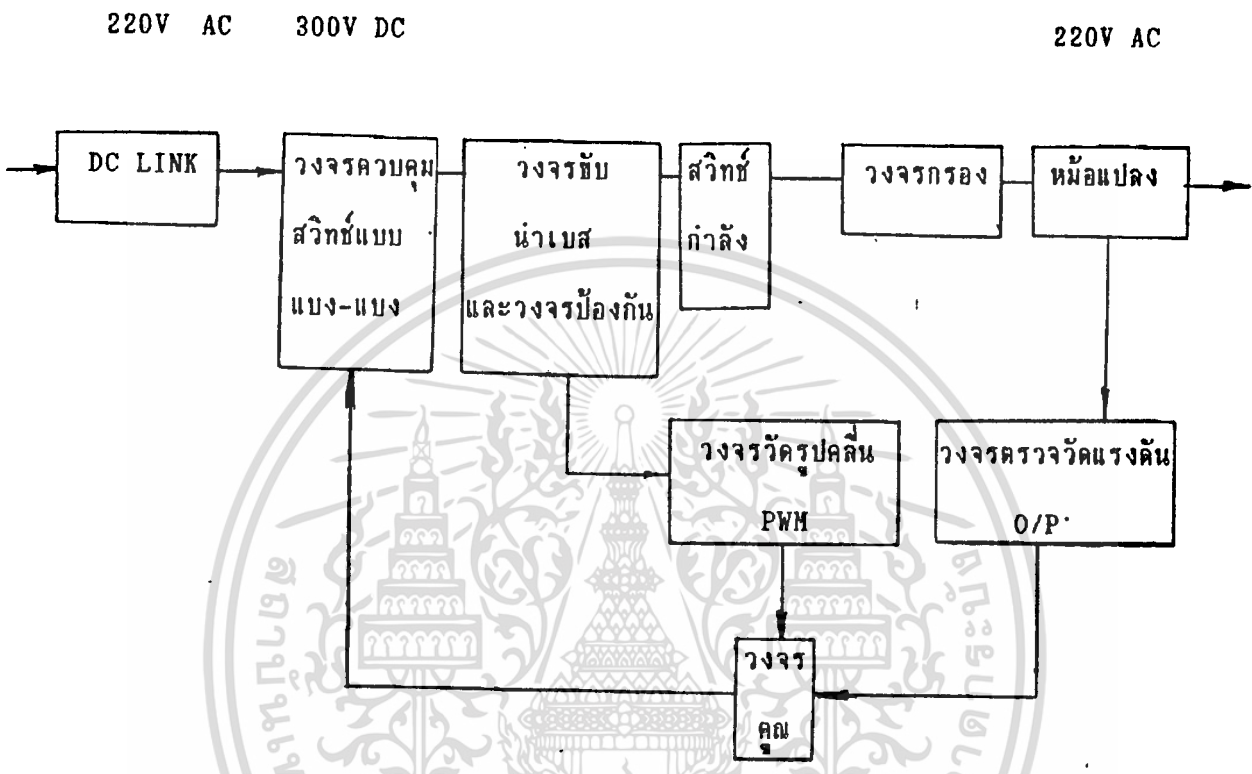 220V AC 300V DC
220V AC
DC LINK
วงจรควบคุม
สวิทช์แบบ
แบง-แบง
วงจรขับ
นำเบส
และวงจรป้องกัน
สวิทช์
กำลัง
วงจรกรอง
หม้อแปลง
วงจรวัดรูปคลื่น
PWM
วงจรตรวจวัดแรงดัน
O/P
วงจร
คูณ